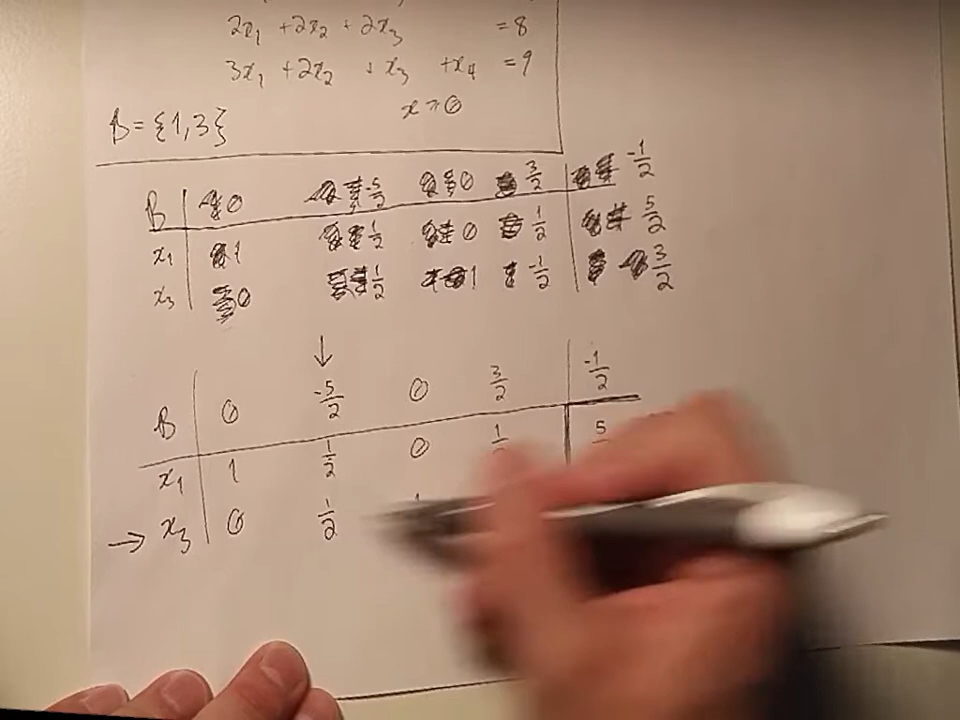 2x₁ +2x₂ + 2x₃ =8
3x₁ +2x₂ + x₃ +x₄ =9
x ≥ 0
B = {1,3}
B 0 -5/2 0 3/2 -1/2
x₁ 1 1/2 0 1/2 5/2
x₃ 0 1/2 1 -1/2 3/2
↓
B 0 -5/2 0 3/2 -1/2
x₁ 1 1/2 0
→ x₃ 0 1/2